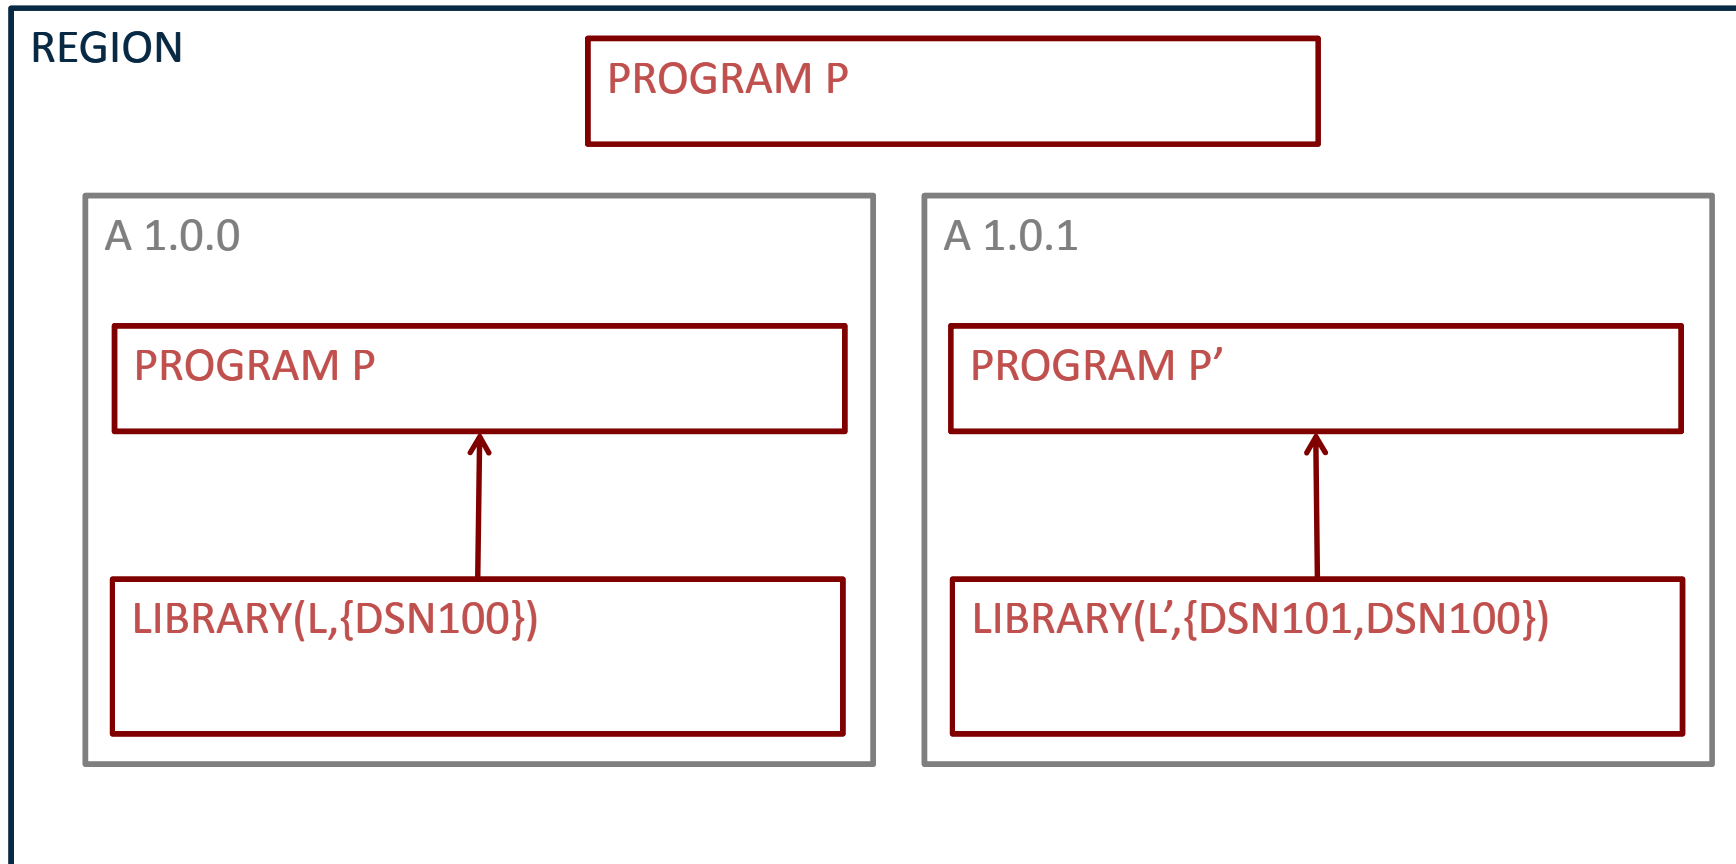 REGION
PROGRAM P
A 1.0.0
A 1.0.1
PROGRAM P
PROGRAM P’
LIBRARY(L,{DSN100})
LIBRARY(L’,{DSN101,DSN100})